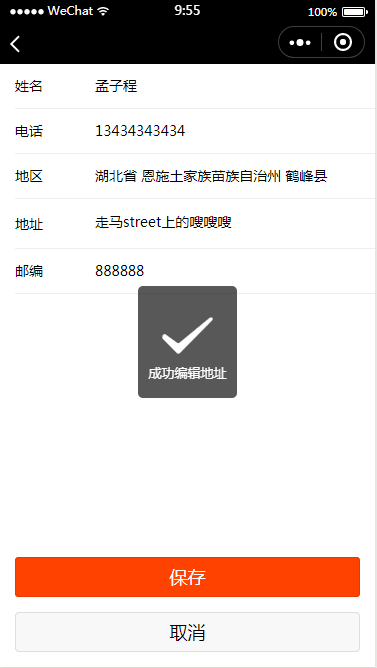 WeChat 9:55 100%
姓名 孟子程
电话 13434343434
地区 湖北省 恩施土家族苗族自治州 鹤峰县
地址 走马street上的嗖嗖嗖
邮编 888888
成功编辑地址
保存
取消